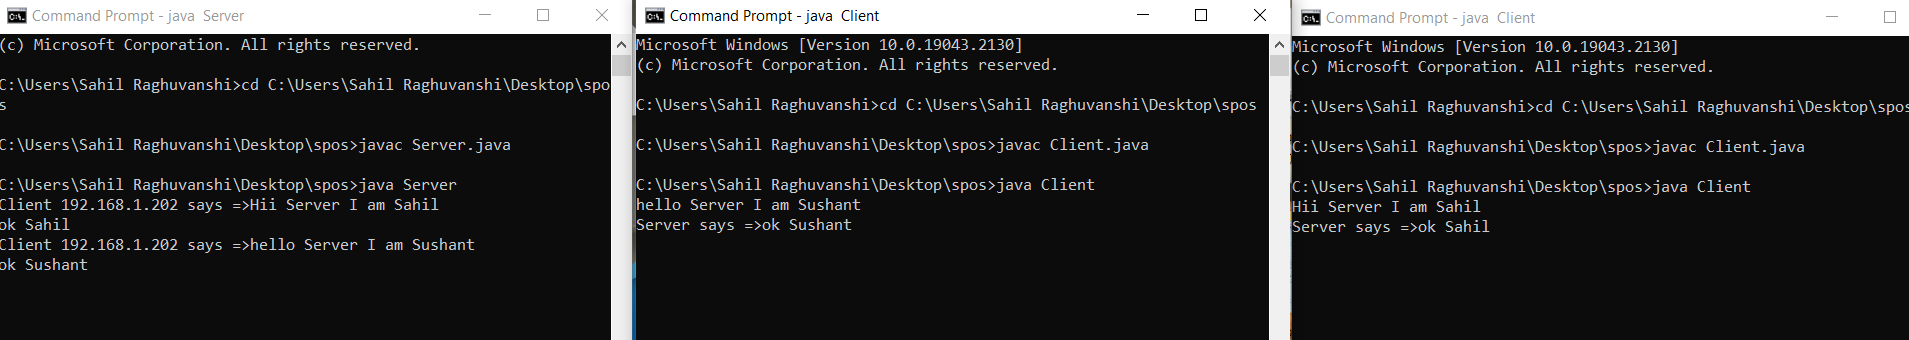 Command Prompt - java  Server
(c) Microsoft Corporation. All rights reserved.
C:\Users\Sahil Raghuvanshi>cd C:\Users\Sahil Raghuvanshi\Desktop\spo
s
C:\Users\Sahil Raghuvanshi\Desktop\spos>javac Server.java
C:\Users\Sahil Raghuvanshi\Desktop\spos>java Server
Client 192.168.1.202 says =>Hii Server I am Sahil
ok Sahil
Client 192.168.1.202 says =>hello Server I am Sushant
ok Sushant
Command Prompt - java  Client
Microsoft Windows [Version 10.0.19043.2130]
(c) Microsoft Corporation. All rights reserved.
C:\Users\Sahil Raghuvanshi>cd C:\Users\Sahil Raghuvanshi\Desktop\spos
C:\Users\Sahil Raghuvanshi\Desktop\spos>javac Client.java
C:\Users\Sahil Raghuvanshi\Desktop\spos>java Client
hello Server I am Sushant
Server says =>ok Sushant
Command Prompt - java  Client
Microsoft Windows [Version 10.0.19043.2130]
(c) Microsoft Corporation. All rights reserved.
C:\Users\Sahil Raghuvanshi>cd C:\Users\Sahil Raghuvanshi\Desktop\spos
C:\Users\Sahil Raghuvanshi\Desktop\spos>javac Client.java
C:\Users\Sahil Raghuvanshi\Desktop\spos>java Client
Hii Server I am Sahil
Server says =>ok Sahil